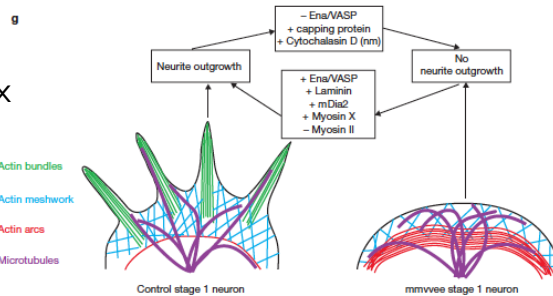 g
– Ena/VASP
+ capping protein
+ Cytochalasin D (nm)
Neurite outgrowth
No
neurite outgrowth
+ Ena/VASP
+ Laminin
+ mDia2
+ Myosin X
– Myosin II
x
Actin bundles
Actin meshwork
Actin arcs
Microtubules
Control stage 1 neuron
mmvvee stage 1 neuron